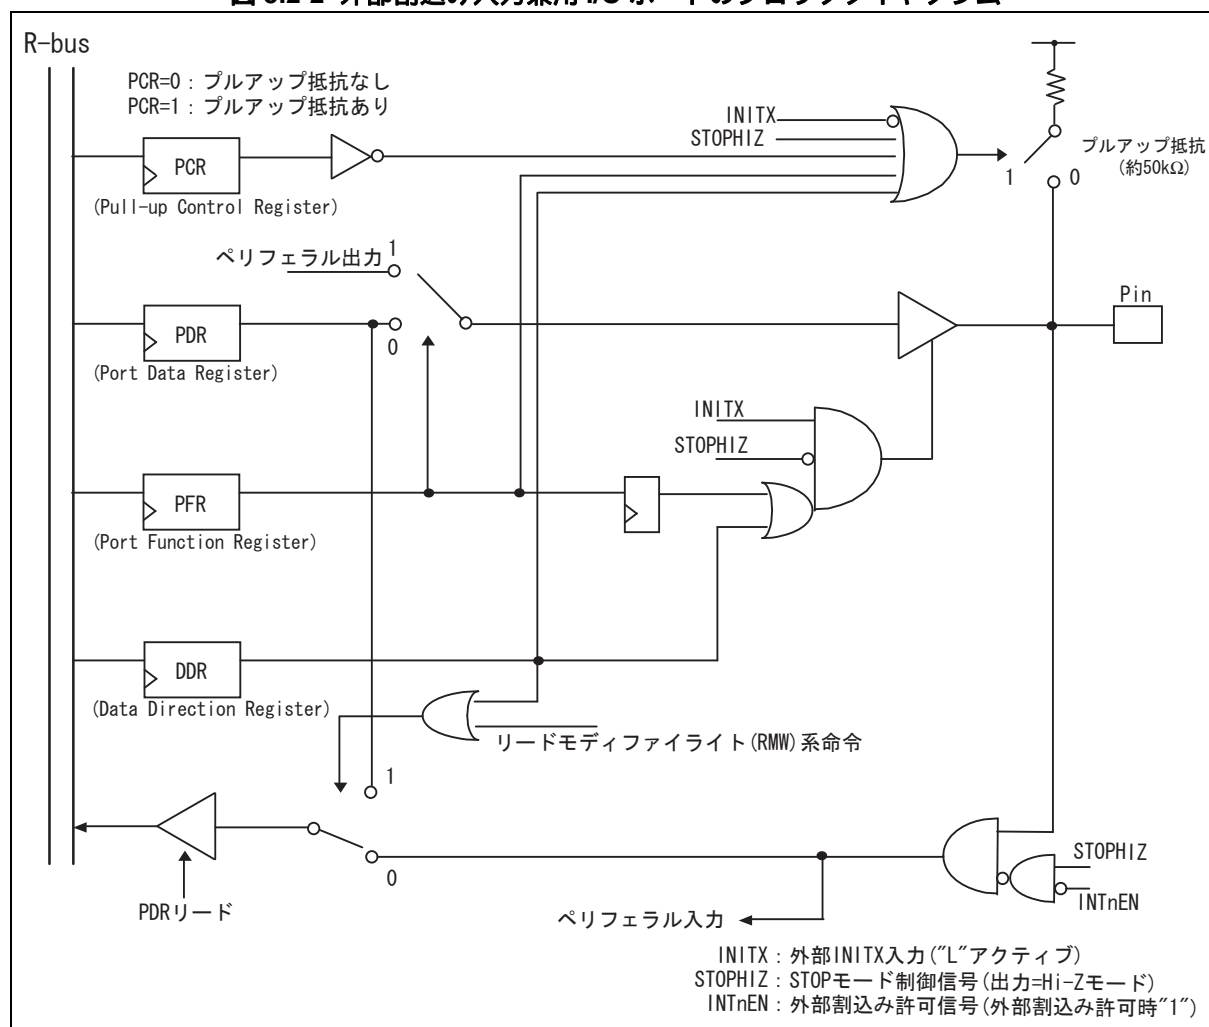 R-bus
PCR=0：プルアップ抵抗なし
PCR=1：プルアップ抵抗あり
INITX
STOPHIZ
PCR
(Pull-up Control Register)
1
0
プルアップ抵抗
(約50kΩ)
ペリフェラル出力
1
0
PDR
(Port Data Register)
Pin
INITX
STOPHIZ
PFR
(Port Function Register)
DDR
(Data Direction Register)
リードモディファイライト(RMW)系命令
1
0
PDRリード
ペリフェラル入力
STOPHIZ
INTnEN
INITX：外部INITX入力("L"アクティブ)
STOPHIZ：STOPモード制御信号(出力=Hi-Zモード)
INTnEN：外部割込み許可信号(外部割込み許可時"1")